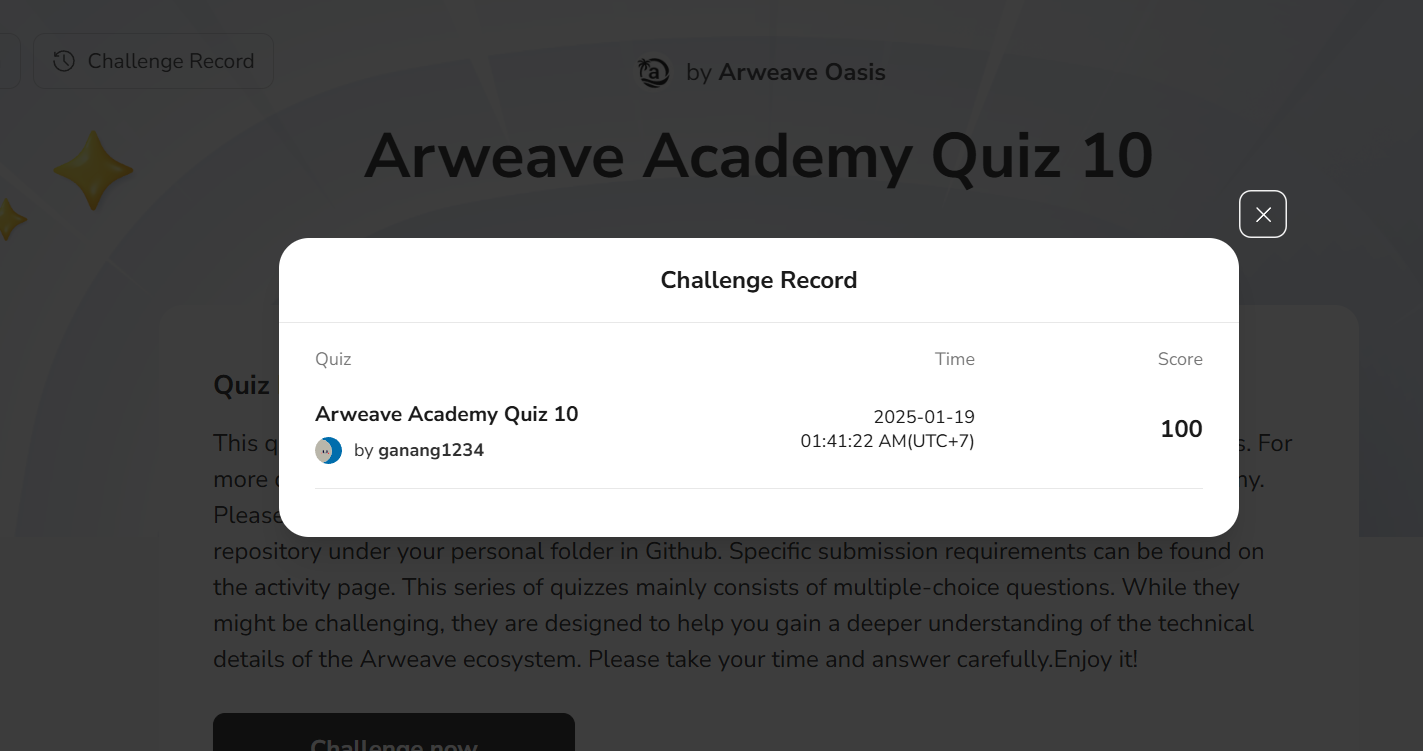 Challenge Record
by Arweave Oasis
Arweave Academy Quiz 10
Challenge Record
Quiz Time Score
Quiz
Arweave Academy Quiz 10
2025-01-19
01:41:22 AM(UTC+7)
100
by ganang1234
This s. For
more
Please
repository under your personal folder in Github. Specific submission requirements can be found on
the activity page. This series of quizzes mainly consists of multiple-choice questions. While they
might be challenging, they are designed to help you gain a deeper understanding of the technical
details of the Arweave ecosystem. Please take your time and answer carefully.Enjoy it!
Challenge now